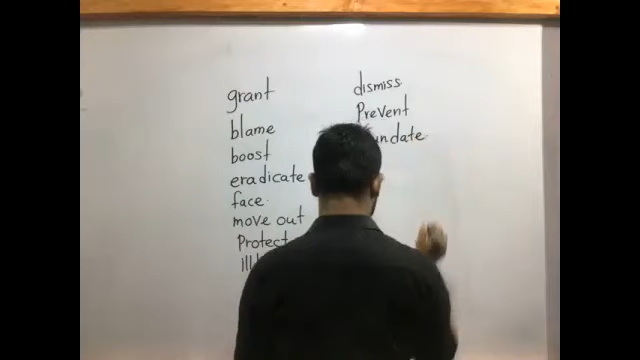 grant
blame
boost
eradicate
face.
move out
Protect
dismiss
Prevent